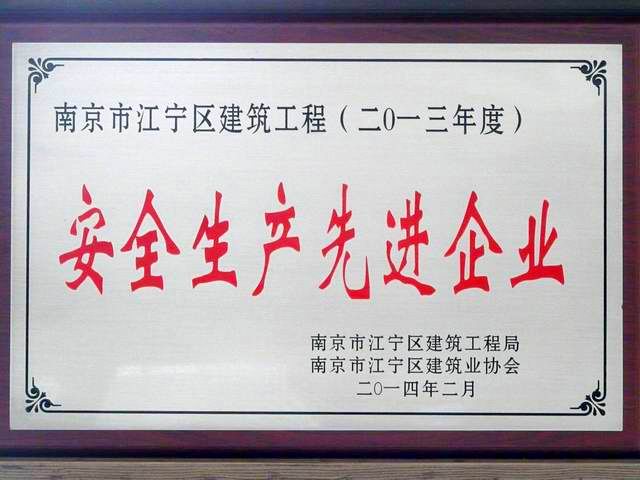 南京市江宁区建筑工程（二〇一三年度）
安全生产先进企业
南京市江宁区建筑工程局
南京市江宁区建筑业协会
二〇一四年二月